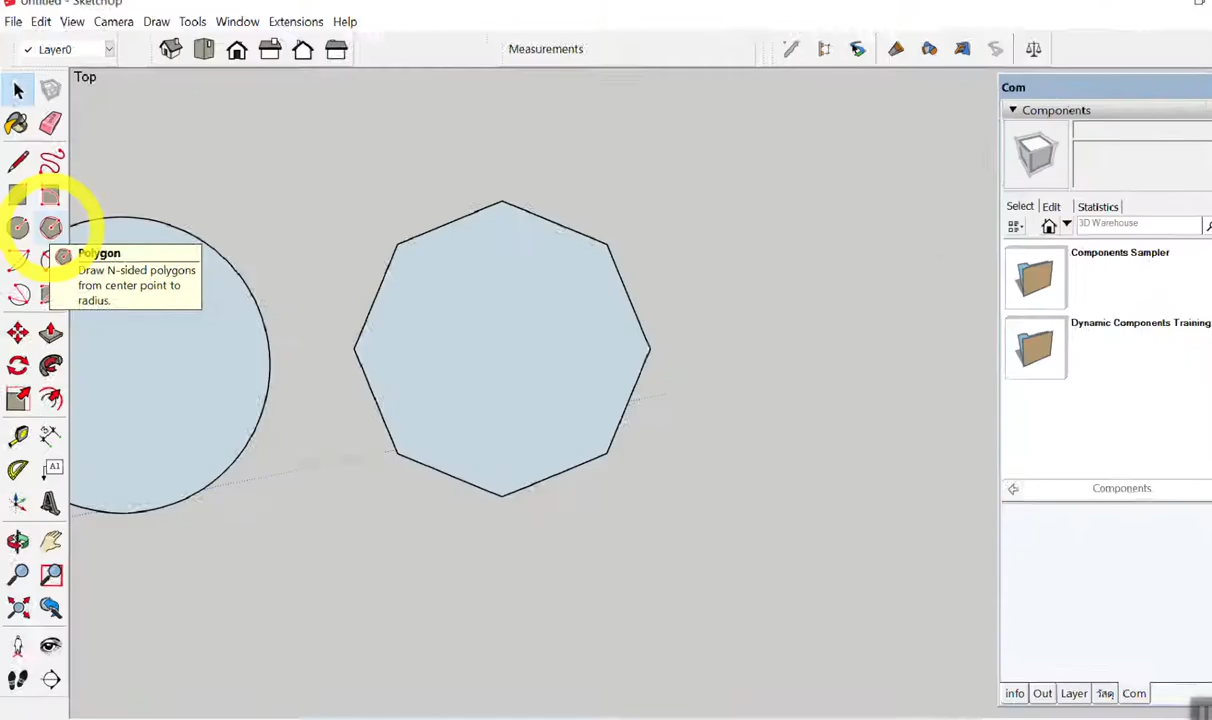 Untitled - SketchUp
File Edit View Camera Draw Tools Window Extensions Help
Layer0
Measurements
Top
Com
Components
Select Edit Statistics
3D Warehouse
Polygon
Draw N-sided polygons
from center point to
radius.
Components Sampler
Dynamic Components Training
A1
Components
info Out Layer วัสดุ Com